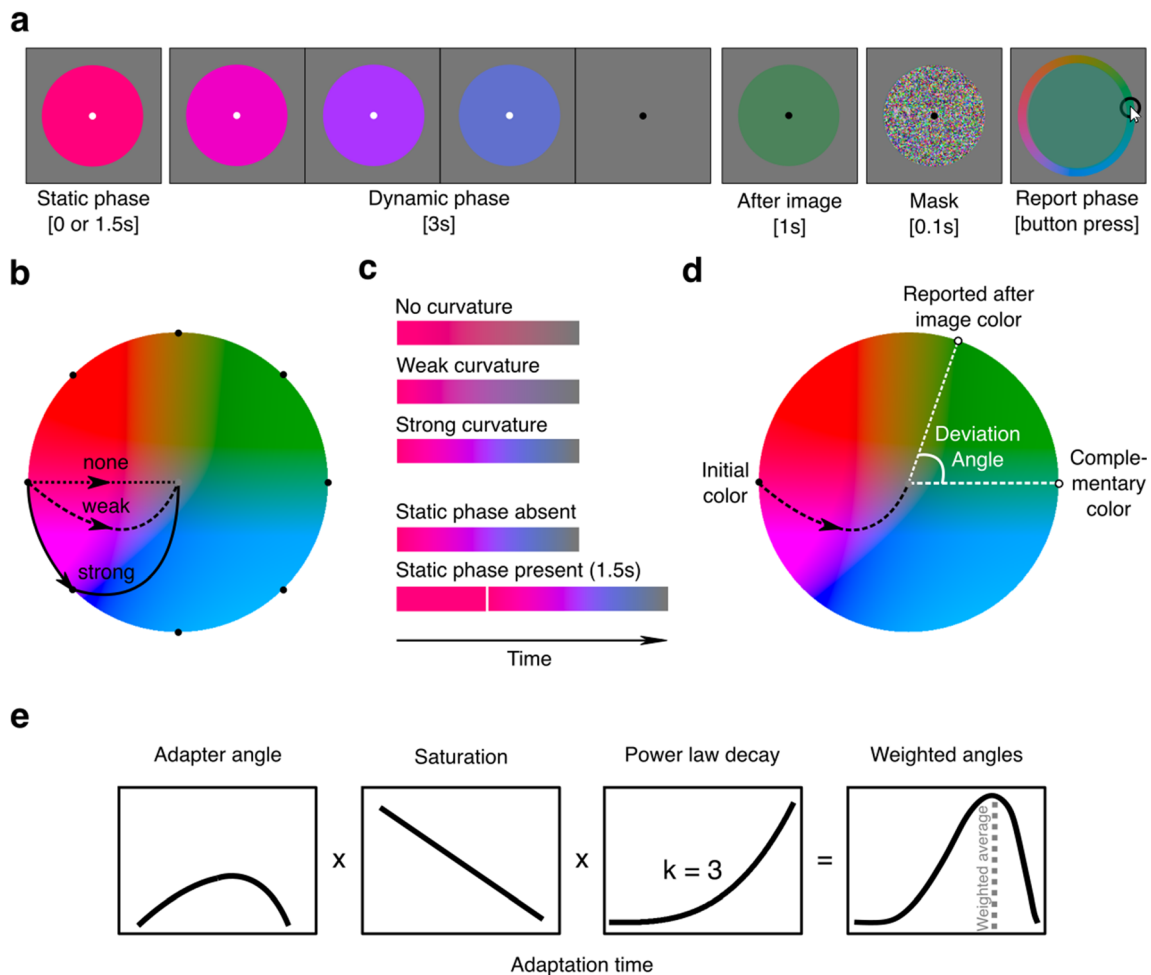 a
Static phase
[0 or 1.5s]
Dynamic phase
[3s]
After image
[1s]
Mask
[0.1s]
Report phase
[button press]
b
none
weak
strong
c
No curvature
Weak curvature
Strong curvature
Static phase absent
Static phase present (1.5s)
Time
d
Reported after
image color
Deviation
Angle
Initial
color
Comple-
mentary
color
e
Adapter angle
x
Saturation
x
Power law decay
k = 3
=
Weighted angles
Weighted average
Adaptation time